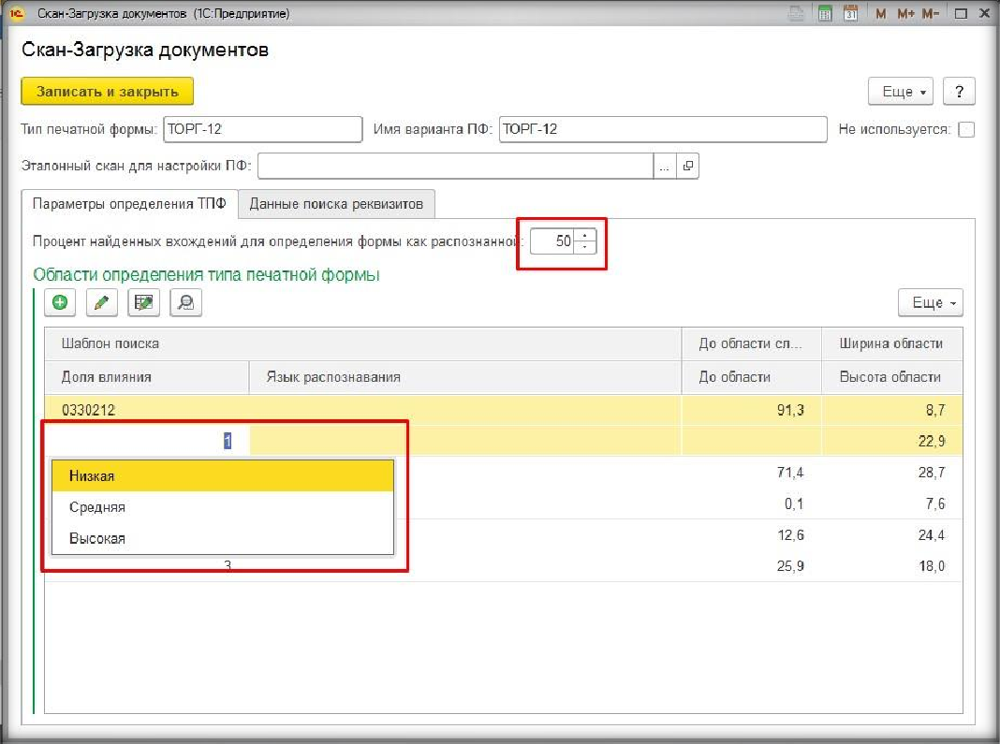 1С Скан-Загрузка документов (1С:Предприятие) 31 M M+ M-
Скан-Загрузка документов
Записать и закрыть Еще ?
Тип печатной формы: ТОРГ-12 Имя варианта ПФ: ТОРГ-12 Не используется:
Эталонный скан для настройки ПФ: ...
Параметры определения ТПФ Данные поиска реквизитов
Процент найденных вхождений для определения формы как распознанной: 50
Области определения типа печатной формы
Еще
Шаблон поиска До области сл... Ширина области
Доля влияния Язык распознавания До области Высота области
0330212 91,3 8,7
1 22,9
Низкая 71,4 28,7
Средняя 0,1 7,6
Высокая 12,6 24,4
3 25,9 18,0